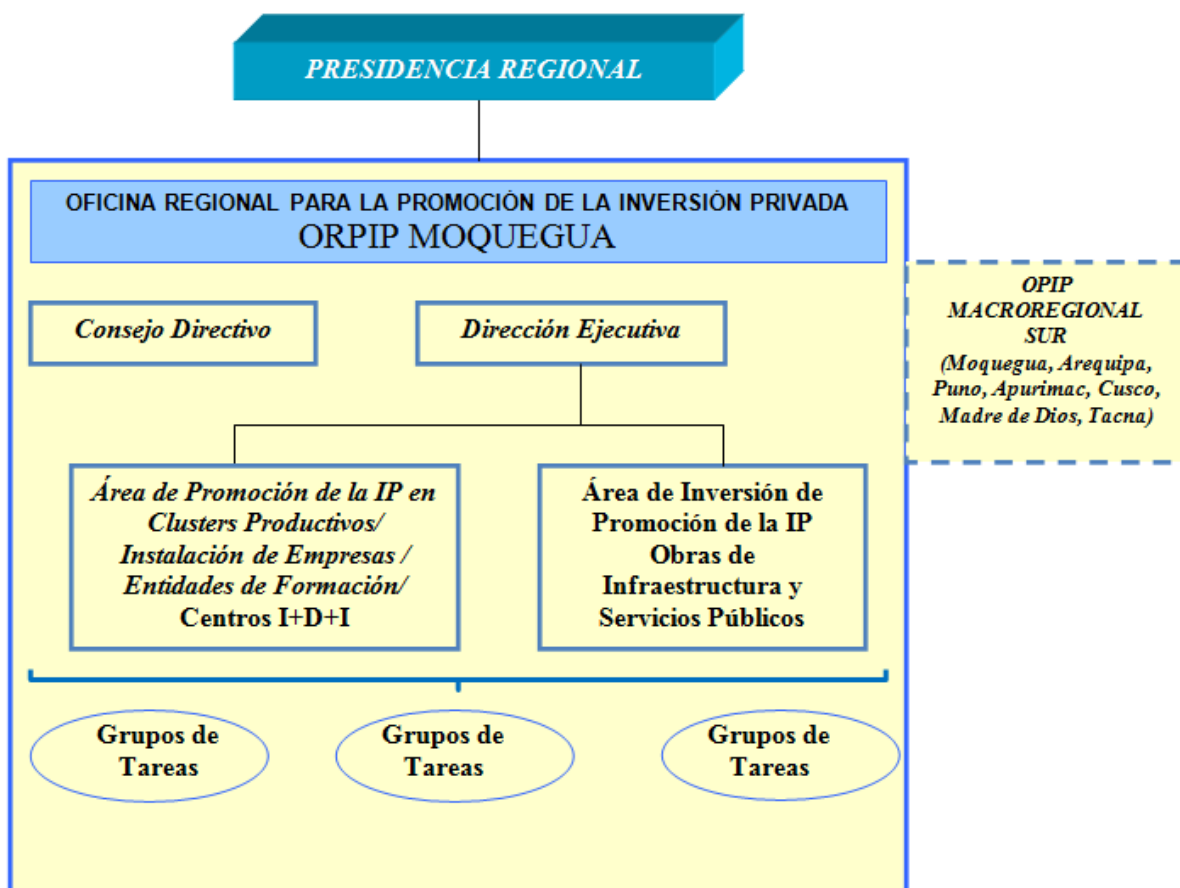 PRESIDENCIA REGIONAL
OFICINA REGIONAL PARA LA PROMOCIÓN DE LA INVERSIÓN PRIVADA
ORPIP MOQUEGUA
Consejo Directivo
Dirección Ejecutiva
OPIP
MACROREGIONAL
SUR
(Moquegua, Arequipa,
Puno, Apurimac, Cusco,
Madre de Dios, Tacna)
Área de Promoción de la IP en
Clusters Productivos/
Instalación de Empresas /
Entidades de Formación/
Centros I+D+I
Área de Inversión de
Promoción de la IP
Obras de
Infraestructura y
Servicios Públicos
Grupos de
Tareas
Grupos de
Tareas
Grupos de
Tareas